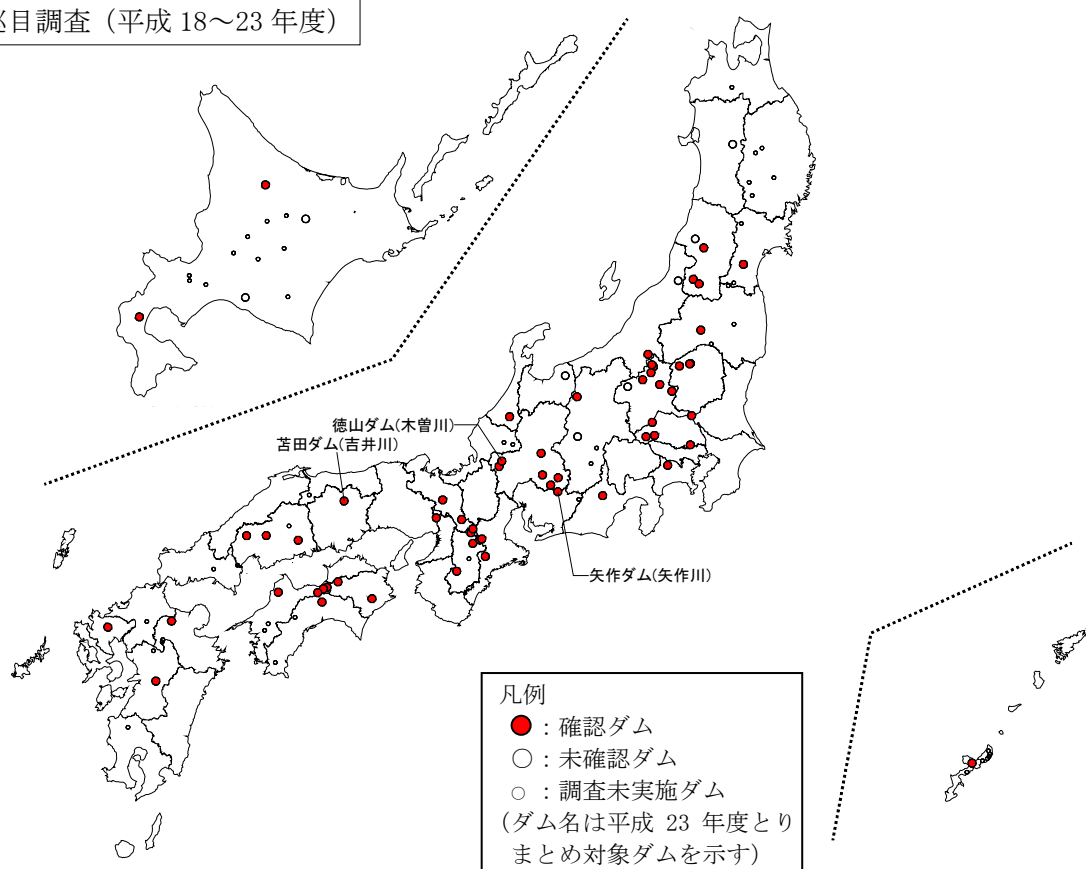 目調査（平成 18～23 年度）
徳山ダム(木曽川)
苫田ダム(吉井川)
矢作ダム(矢作川)
凡例
：確認ダム
：未確認ダム
：調査未実施ダム
(ダム名は平成 23 年度とり
まとめ対象ダムを示す)